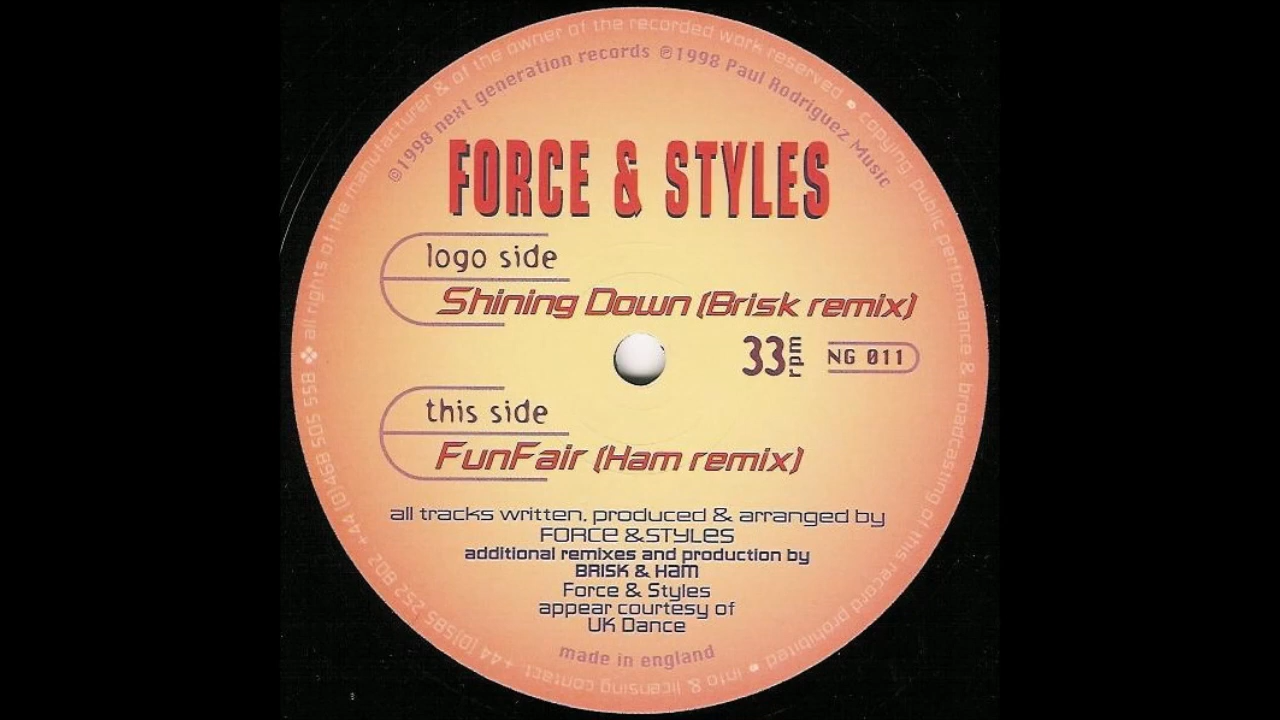 all rights of the manufacturer & of the owner of the recorded work reserved • copying, public performance & broadcasting of this record prohibited • info & licensing contact: +44 (0)585 252 802 +44 (0)468 505 558
©1998 next generation records ℗1998 Paul Rodriguez Music
FORCE & STYLES
logo side
Shining Down (Brisk remix)
33 rpm NG 011
this side
FunFair (Ham remix)
all tracks written, produced & arranged by
FORCE & STYLES
additional remixes and production by
BRISK & HAM
Force & Styles
appear courtesy of
UK Dance
made in england